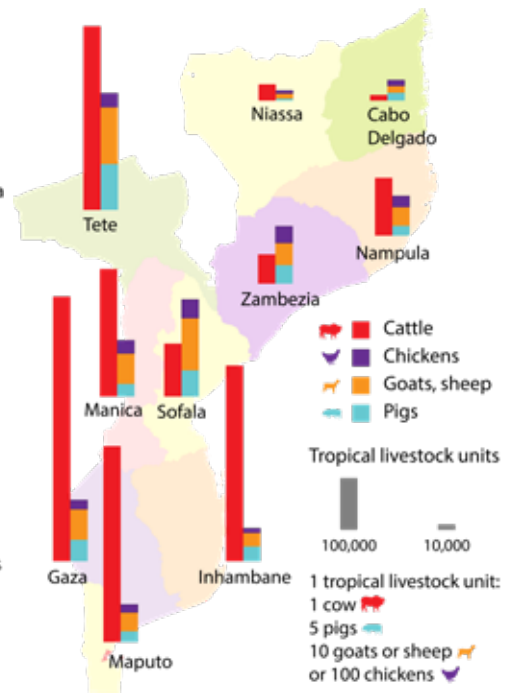 Niassa
Cabo
Delgado
Tete
Nampula
Zambezia
Cattle
Chickens
Manica
Sofala
Goats, sheep
Pigs
Tropical livestock units
100,000
10,000
Gaza
Inhambane
1 tropical livestock unit:
1 cow
5 pigs
10 goats or sheep
Maputo
or 100 chickens